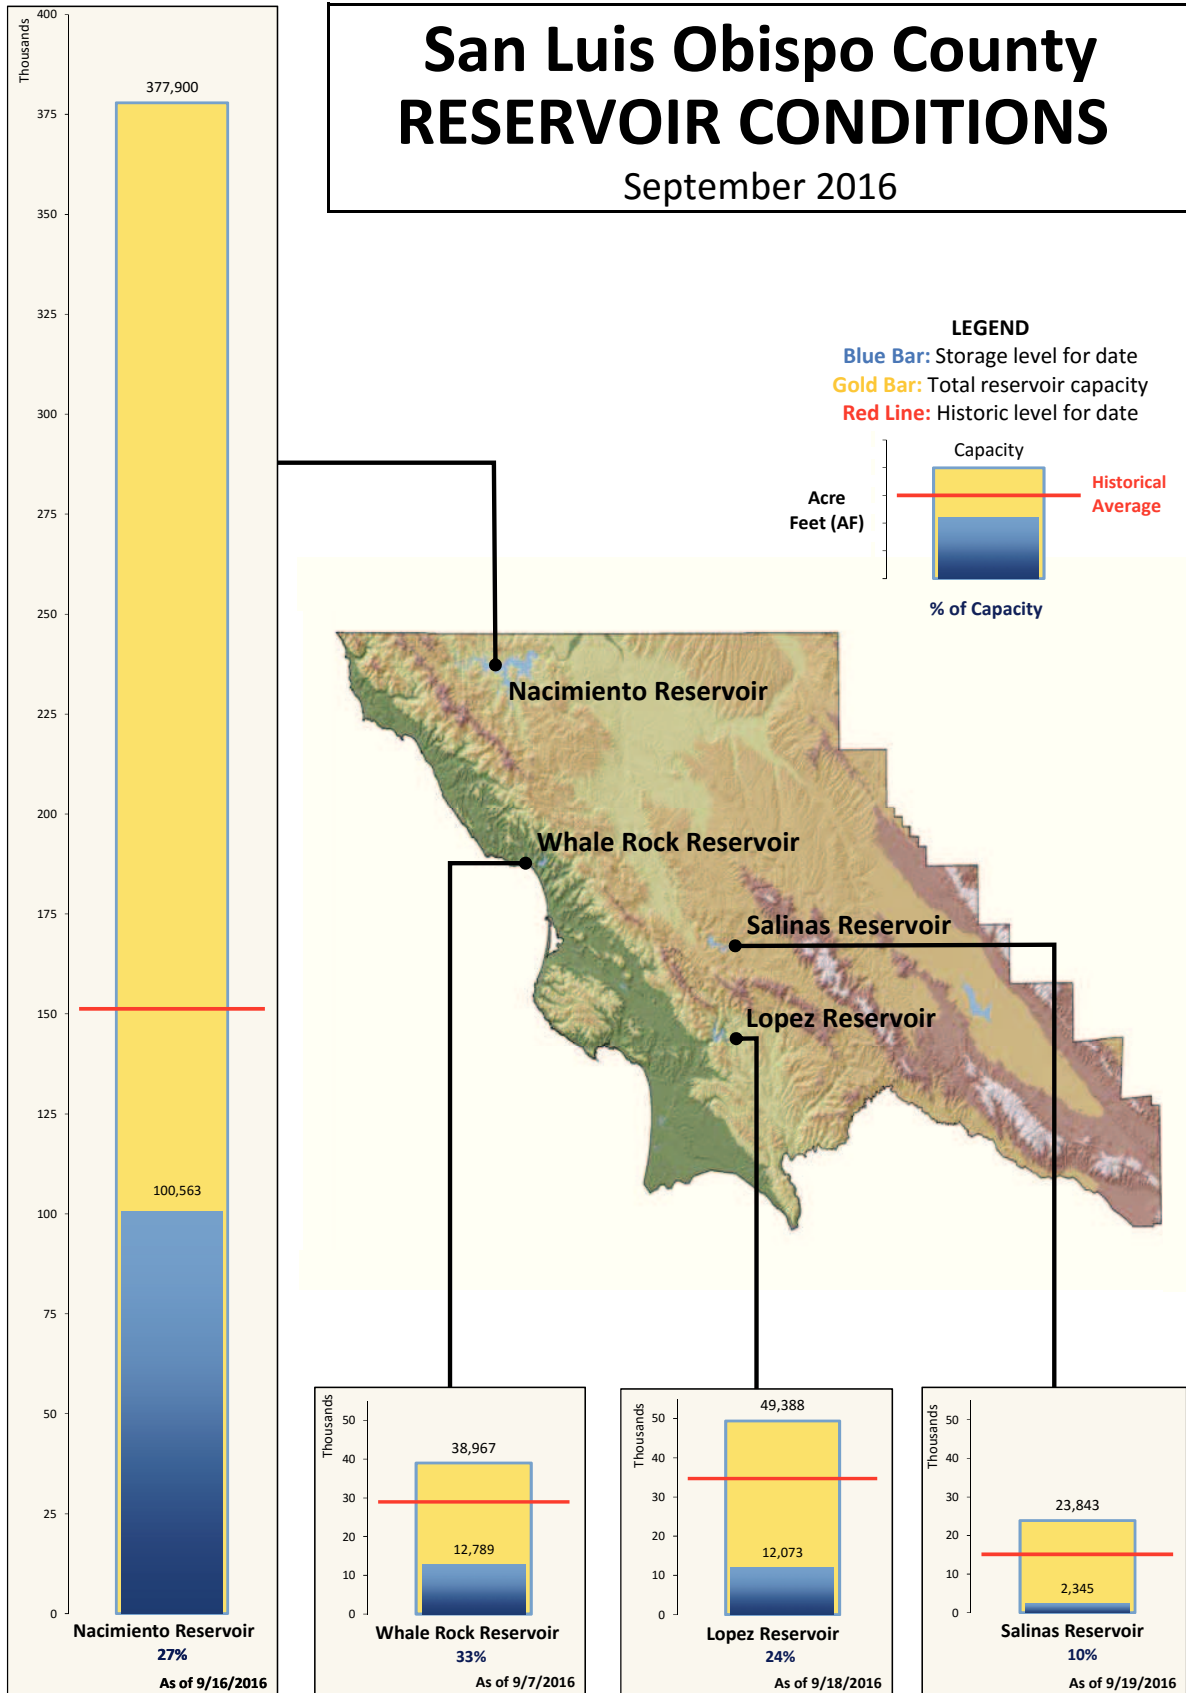 San Luis Obispo County
RESERVOIR CONDITIONS
September 2016
LEGEND
Blue Bar: Storage level for date
Gold Bar: Total reservoir capacity
Red Line: Historic level for date
Capacity
Acre
Feet (AF)
Historical
Average
% of Capacity
Thousands
400
375
350
325
300
275
250
225
200
175
150
125
100
75
50
25
0
377,900
100,563
Nacimiento Reservoir
27%
As of 9/16/2016
Nacimiento Reservoir
Whale Rock Reservoir
Salinas Reservoir
Lopez Reservoir
Thousands
50
40
30
20
10
0
38,967
12,789
Whale Rock Reservoir
33%
As of 9/7/2016
Thousands
50
40
30
20
10
0
49,388
12,073
Lopez Reservoir
24%
As of 9/18/2016
Thousands
50
40
30
20
10
0
23,843
2,345
Salinas Reservoir
10%
As of 9/19/2016